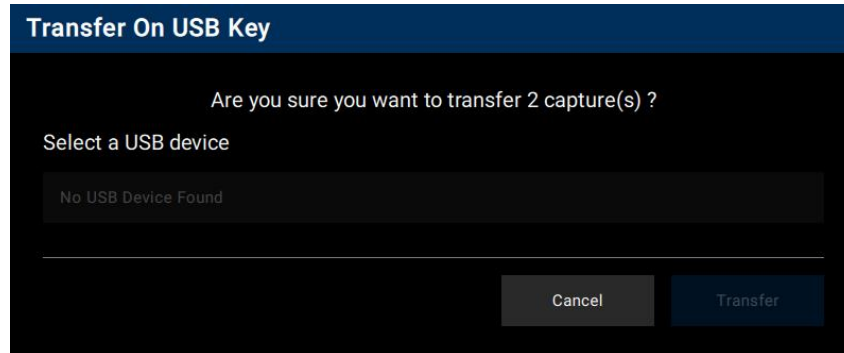 Transfer On USB Key
Are you sure you want to transfer 2 capture(s) ?
Select a USB device
No USB Device Found
Cancel
Transfer